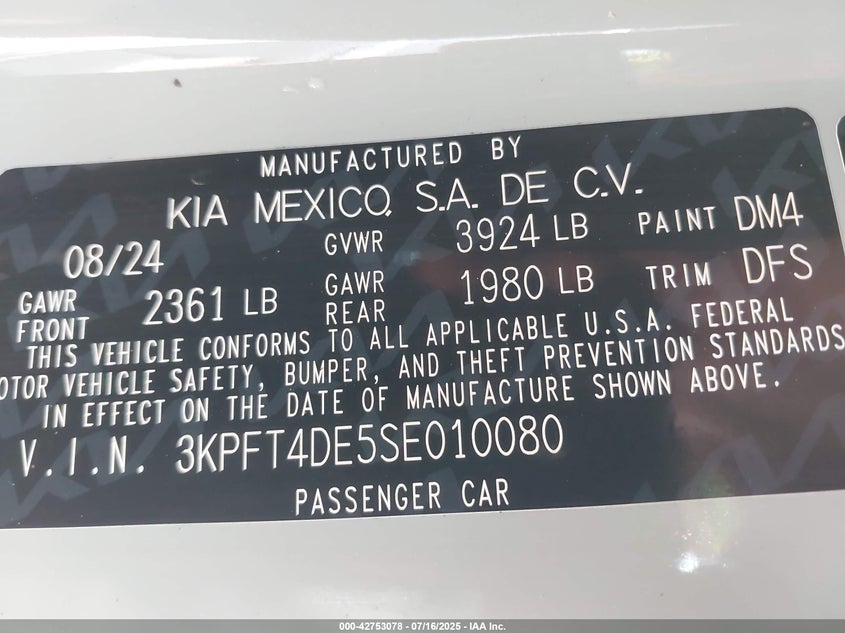 MANUFACTURED BY
KIA MEXICO, S.A. DE C.V.
08/24 GVWR 3924 LB PAINT DM4
GAWR FRONT 2361 LB GAWR REAR 1980 LB TRIM DFS
THIS VEHICLE CONFORMS TO ALL APPLICABLE U.S.A. FEDERAL
OTOR VEHICLE SAFETY, BUMPER, AND THEFT PREVENTION STANDARDS
IN EFFECT ON THE DATE OF MANUFACTURE SHOWN ABOVE.
V.I.N. 3KPFT4DE5SE010080
PASSENGER CAR
000-42753078 - 07/16/2025 - IAA Inc.